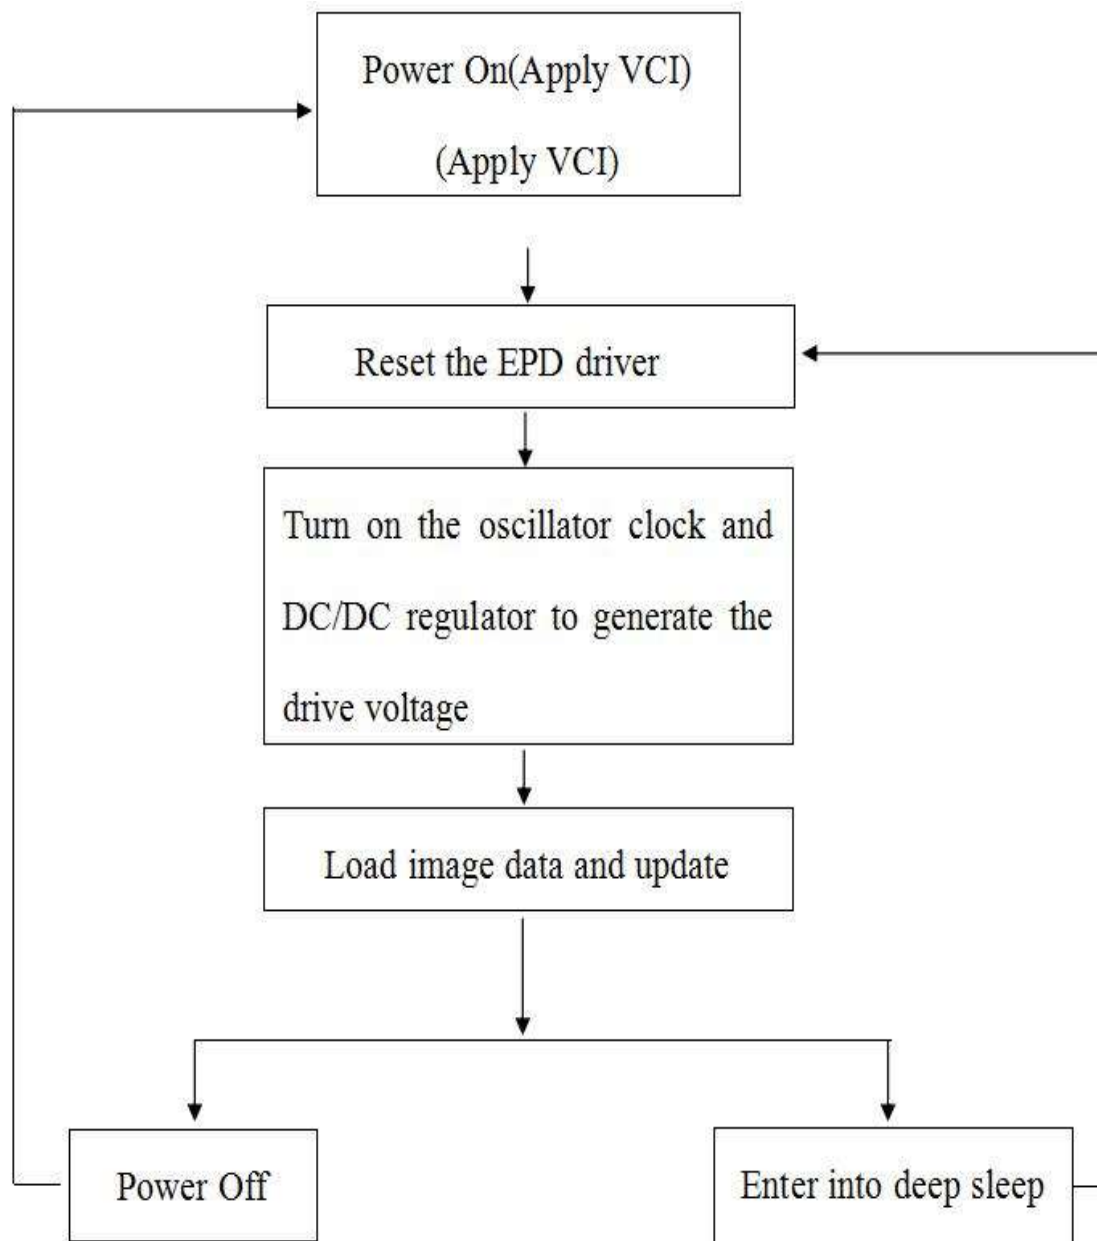 Power On(Apply VCI)
(Apply VCI)
Reset the EPD driver
Turn on the oscillator clock and
DC/DC regulator to generate the
drive voltage
Load image data and update
Power Off
Enter into deep sleep